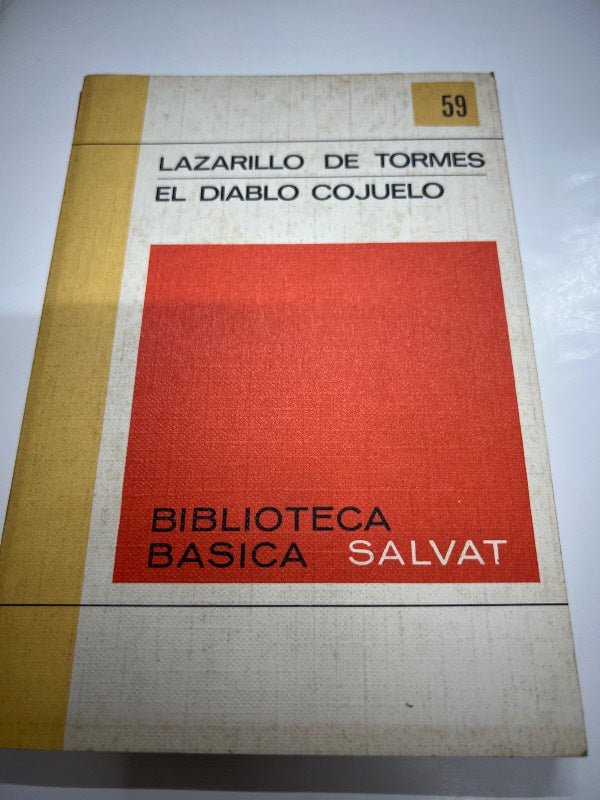 59
LAZARILLO DE TORMES
EL DIABLO COJUELO
BIBLIOTECA
BASICA SALVAT